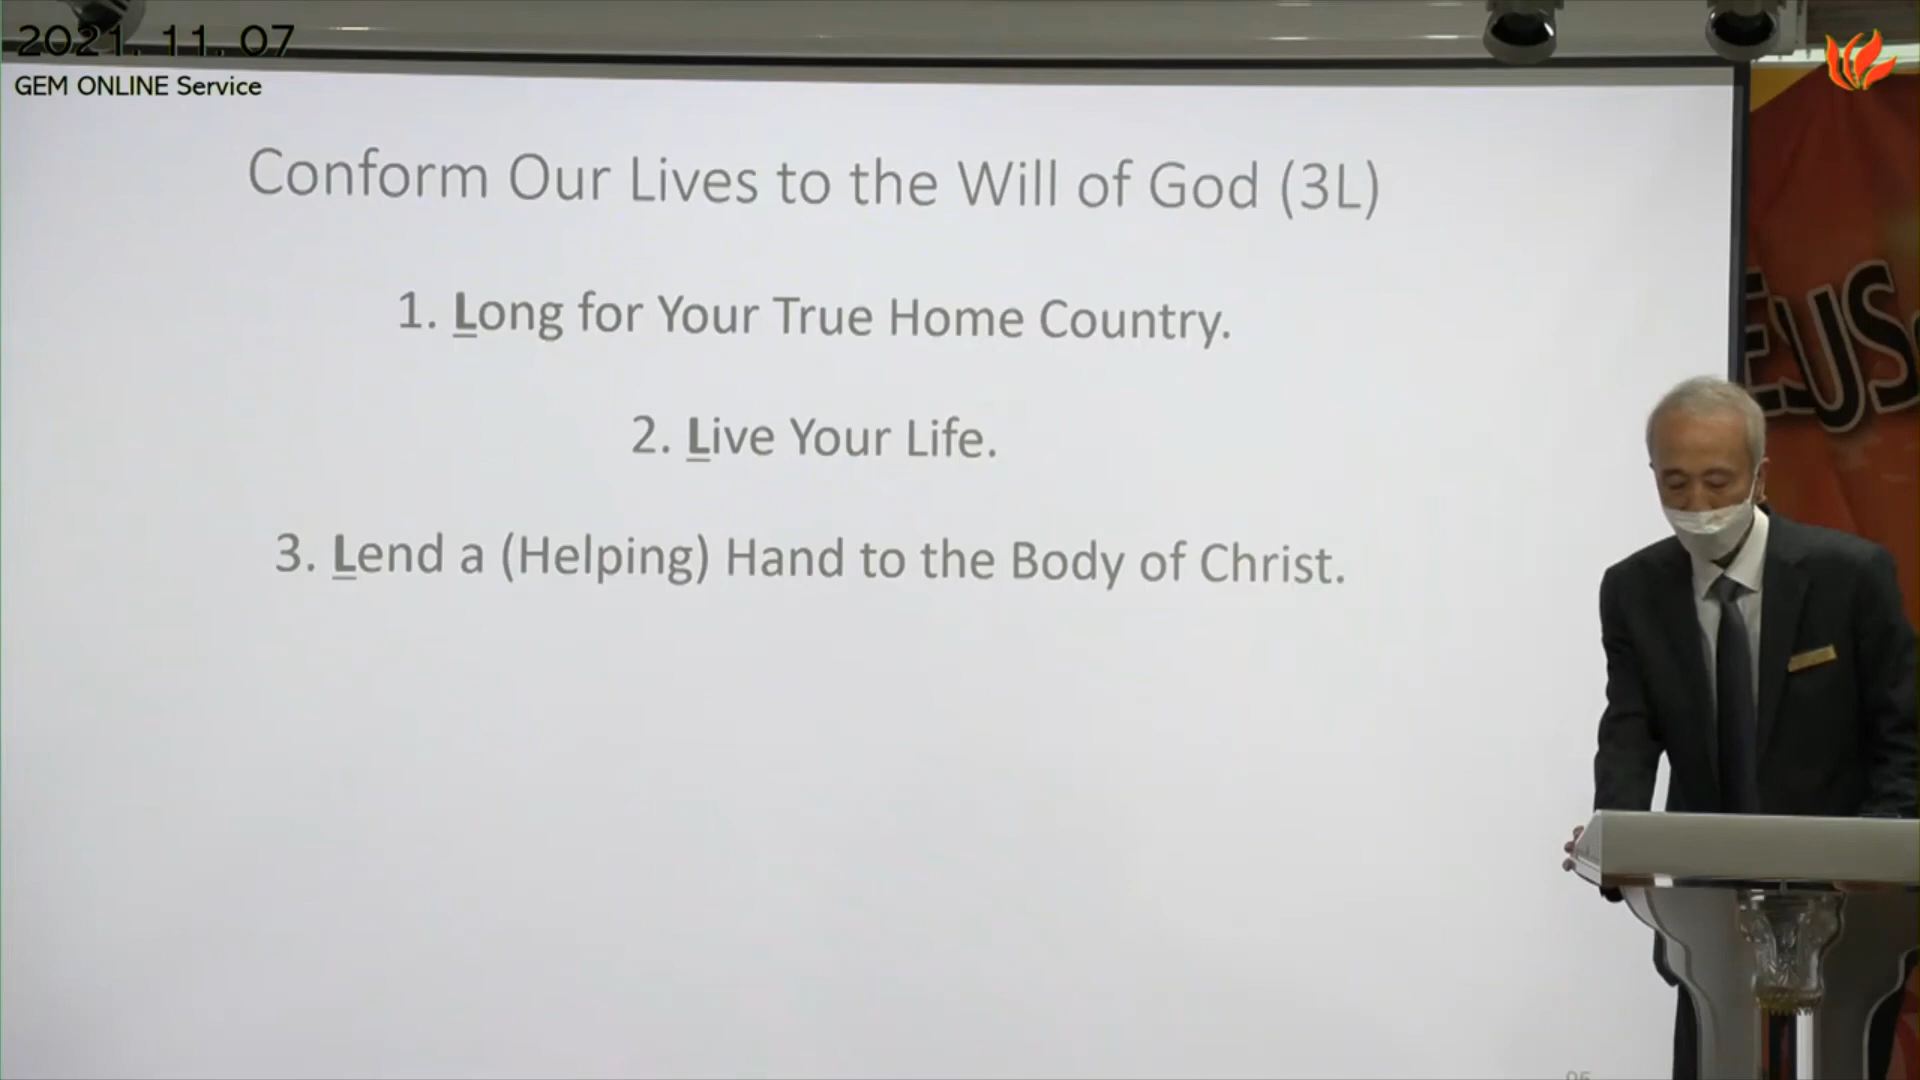 2021. 11. 07
GEM ONLINE Service
Conform Our Lives to the Will of God (3L)
1. Long for Your True Home Country.
2. Live Your Life.
3. Lend a (Helping) Hand to the Body of Christ.